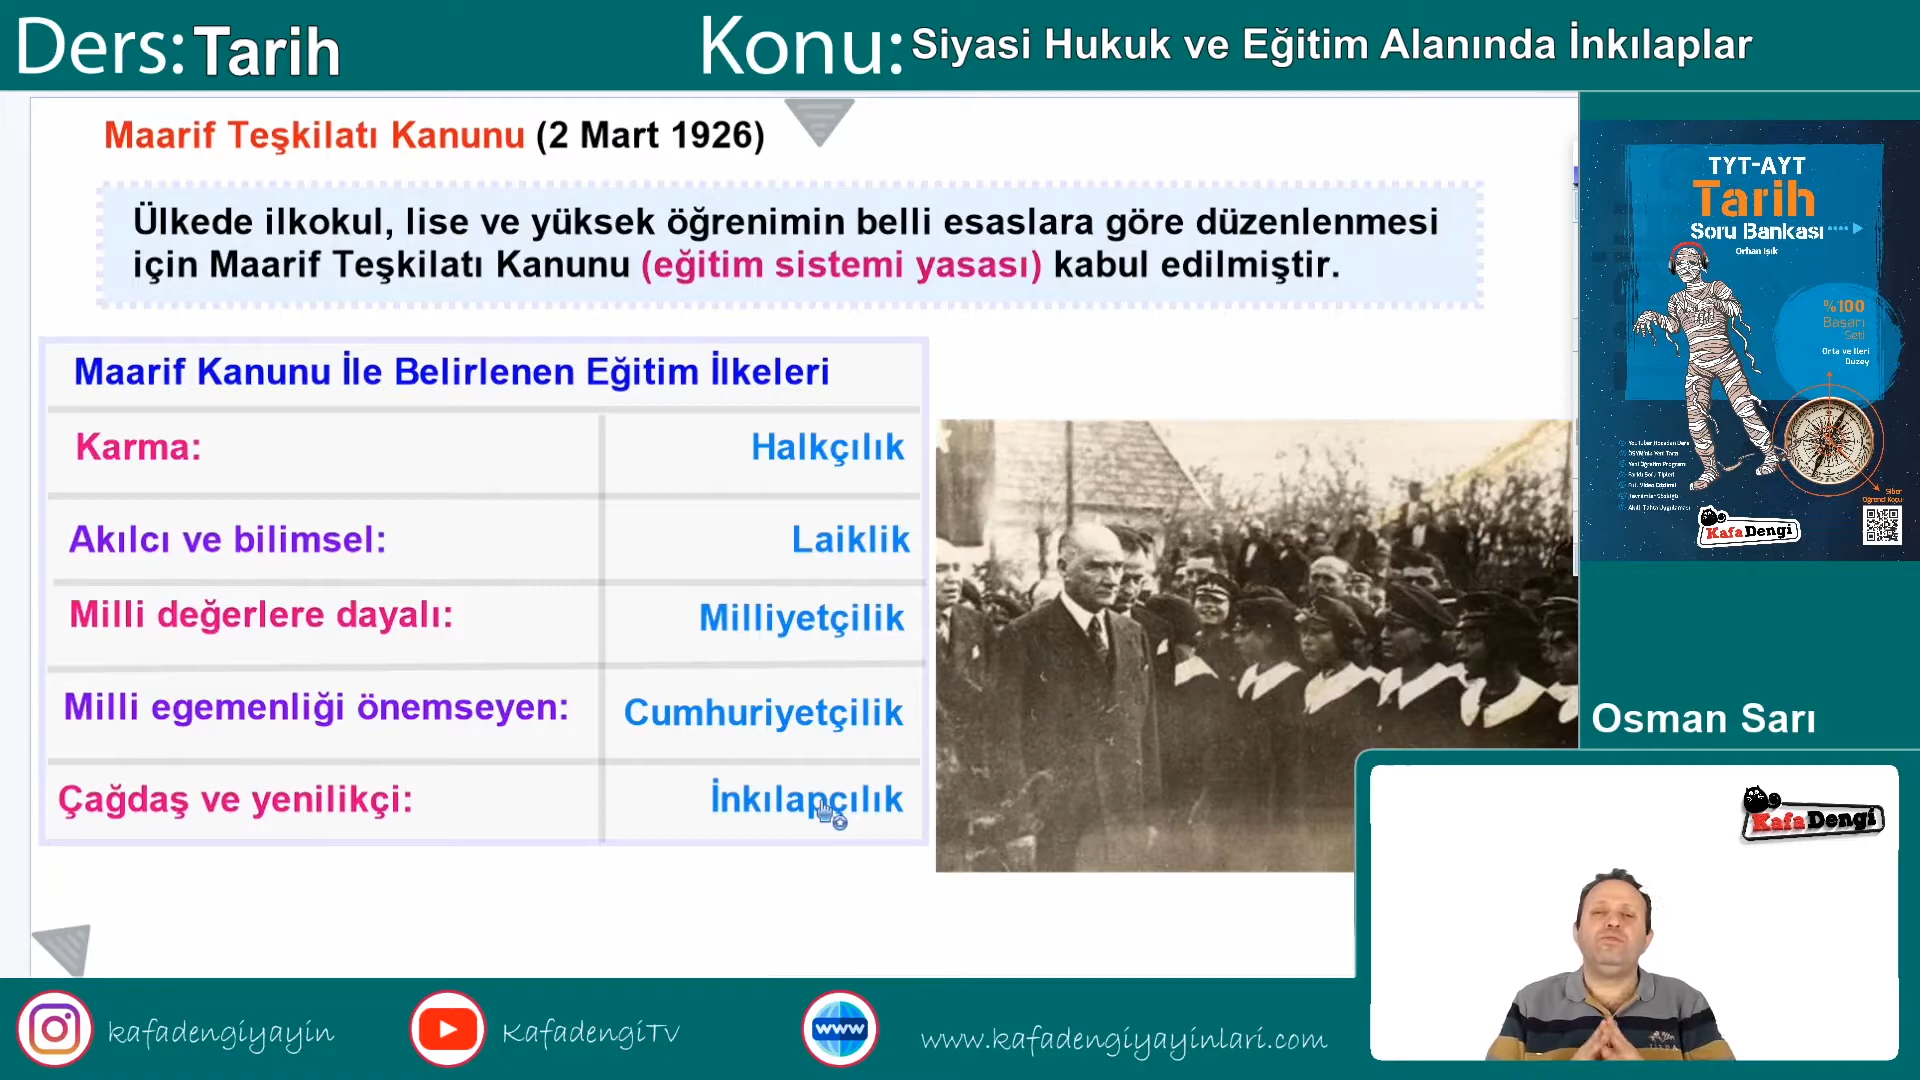 Ders: Tarih
Konu: Siyasi Hukuk ve Eğitim Alanında İnkılaplar
Maarif Teşkilatı Kanunu (2 Mart 1926)
Ülkede ilkokul, lise ve yüksek öğrenimin belli esaslara göre düzenlenmesi
için Maarif Teşkilatı Kanunu (eğitim sistemi yasası) kabul edilmiştir.
Maarif Kanunu İle Belirlenen Eğitim İlkeleri
Karma: Halkçılık
Akılcı ve bilimsel: Laiklik
Milli değerlere dayalı: Milliyetçilik
Milli egemenliği önemseyen: Cumhuriyetçilik
Çağdaş ve yenilikçi: İnkılapçılık
TYT-AYT
Tarih
Soru Bankası
Orhan Işık
%100
Başarı
Seti
Orta ve İleri
Düzey
KafaDengi
Osman Sarı
KafaDengi
kafadengiyayin
KafadengiTv
www
www.kafadengiyayinlari.com